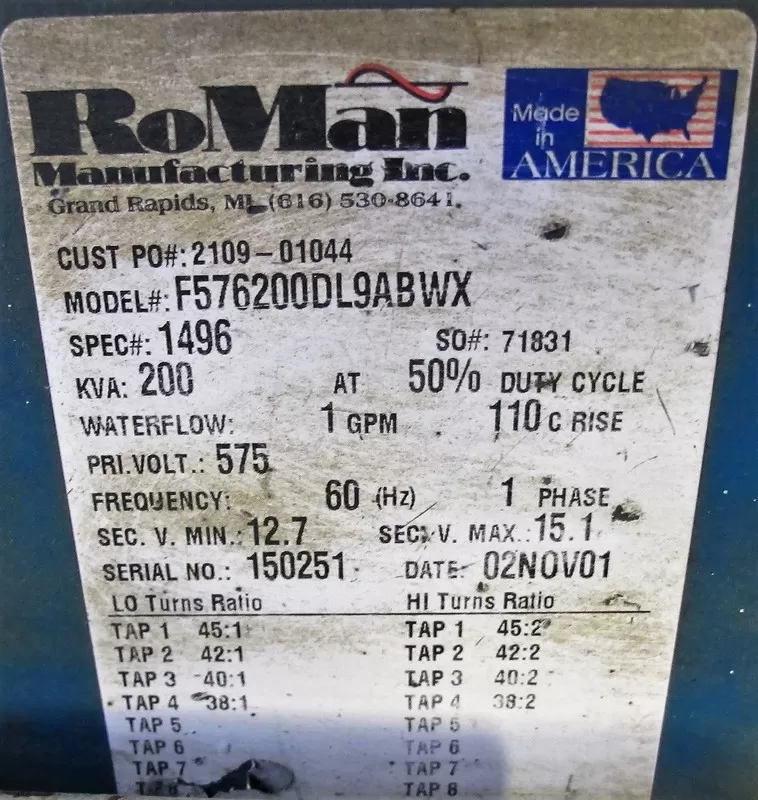 RoMan
Manufacturing Inc.
Grand Rapids, MI. (616) 530-8641.
Made
in
AMERICA
CUST PO#: 2109-01044
MODEL#: F576200DL9ABWX
SPEC#: 1496 SO#: 71831
KVA: 200 AT 50% DUTY CYCLE
WATERFLOW: 1 GPM 110 C RISE
PRI.VOLT.: 575
FREQUENCY: 60 (Hz) 1 PHASE
SEC. V. MIN.: 12.7 SEC. V. MAX.: 15.1
SERIAL NO.: 150251 DATE: 02NOV01
LO Turns Ratio HI Turns Ratio
TAP 1 45:1 TAP 1 45:2
TAP 2 42:1 TAP 2 42:2
TAP 3 40:1 TAP 3 40:2
TAP 4 38:1 TAP 4 38:2
TAP 5 TAP 5
TAP 6 TAP 6
TAP 7 TAP 7
TAP 8 TAP 8